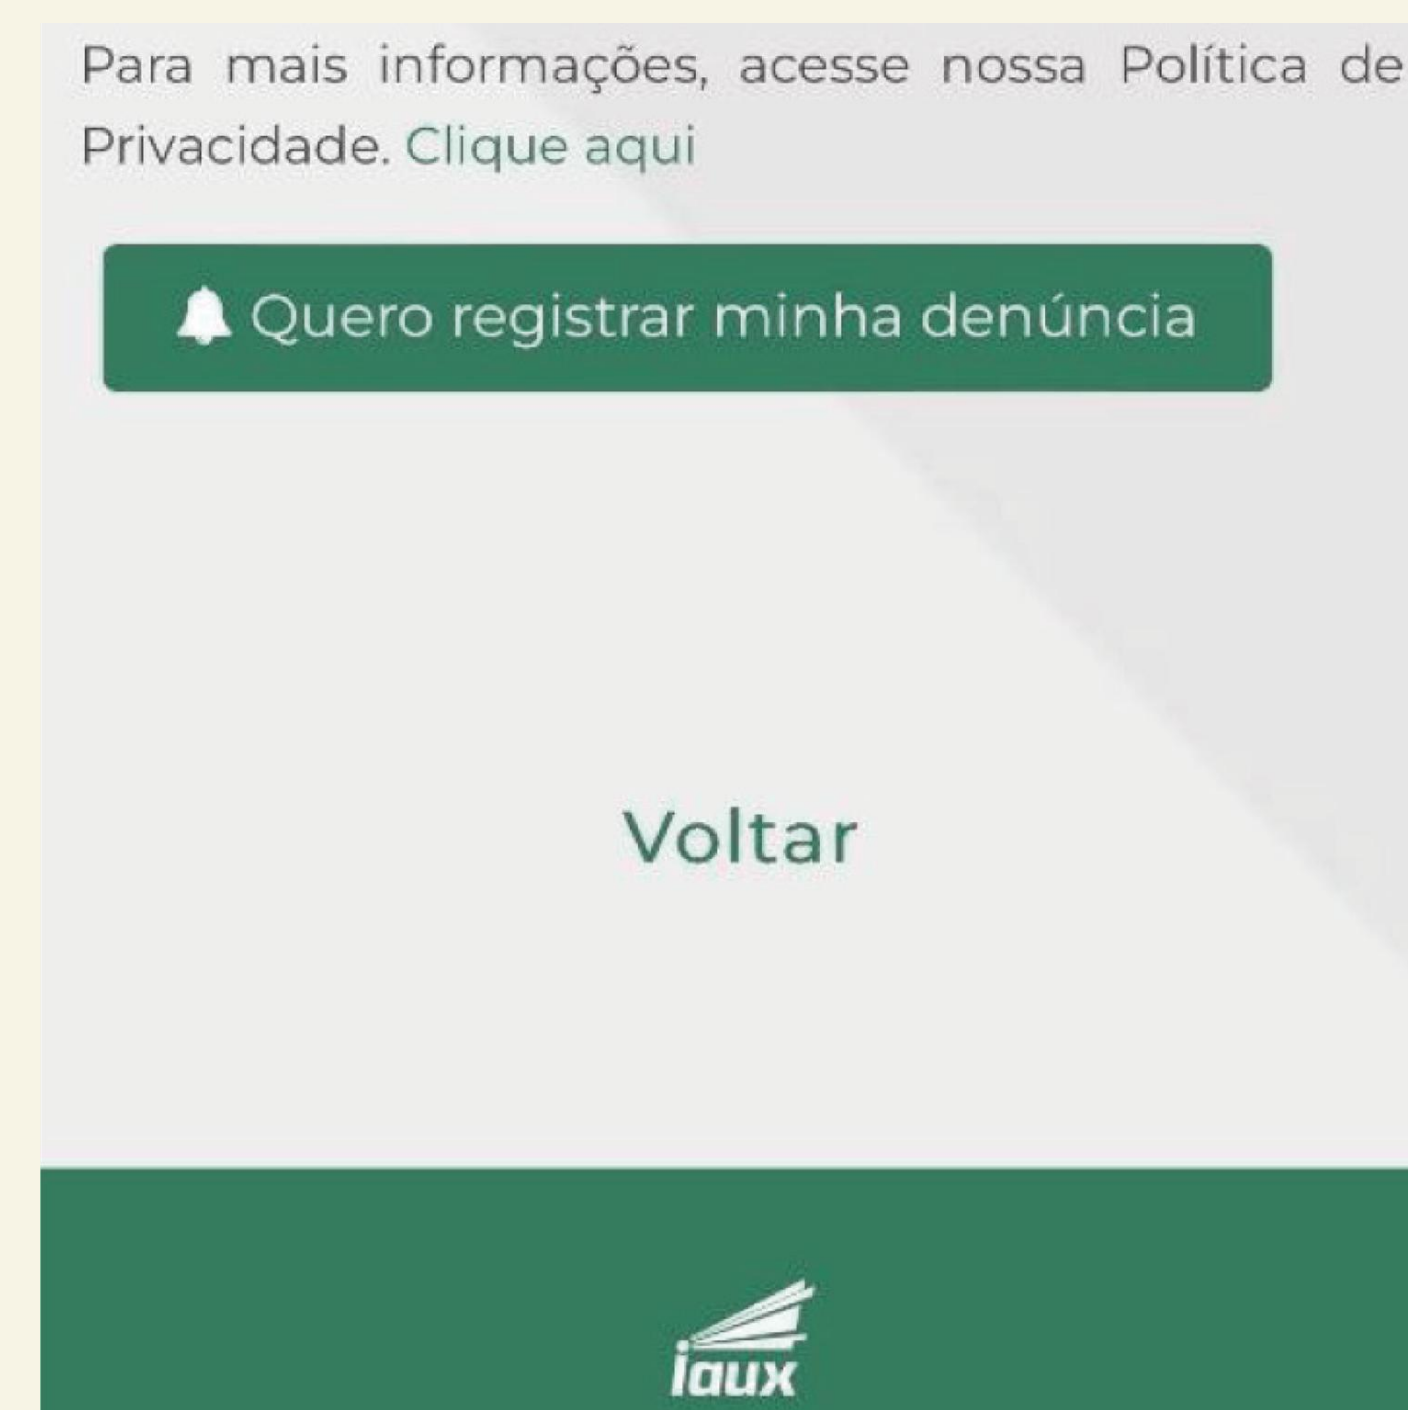 Para mais informações, acesse nossa Política de
Privacidade. Clique aqui
Quero registrar minha denúncia
Voltar
iaux